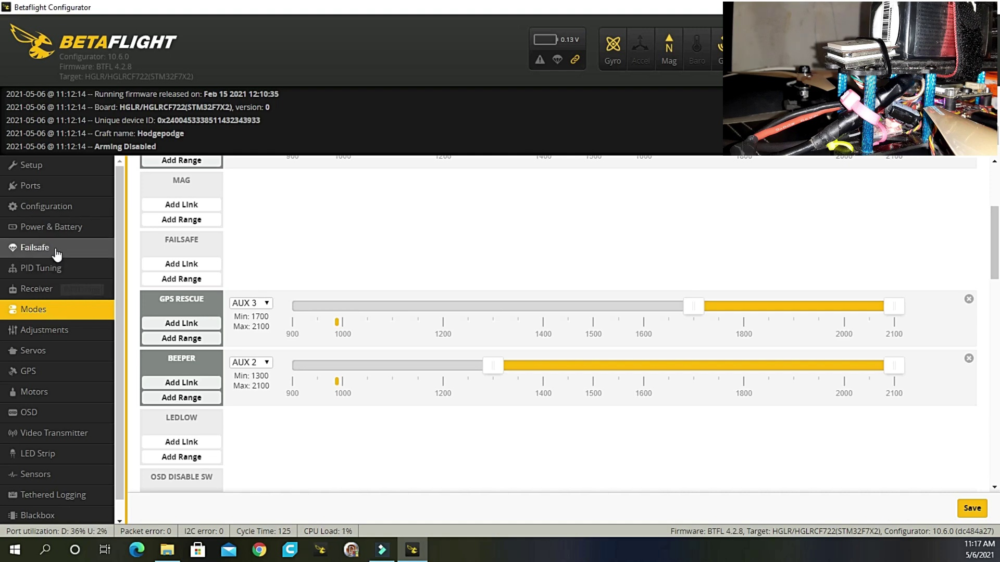 Betaflight Configurator
BETAFLIGHT
Configurator: 10.6.0
Firmware: BTFL 4.2.8
Target: HGLR/HGLRCF722(STM32F7X2)
0.13 V
Gyro Accel Mag Baro
2021-05-06 @ 11:12:14 -- Running firmware released on: Feb 15 2021 12:10:35
2021-05-06 @ 11:12:14 -- Board: HGLR/HGLRCF722(STM32F7X2), version: 0
2021-05-06 @ 11:12:14 -- Unique device ID: 0x2400453338511432343933
2021-05-06 @ 11:12:14 -- Craft name: Hodgepodge
2021-05-06 @ 11:12:14 -- Arming Disabled
Setup
Ports
Configuration
Power & Battery
Failsafe
PID Tuning
Receiver
Modes
Adjustments
Servos
GPS
Motors
OSD
Video Transmitter
LED Strip
Sensors
Tethered Logging
Blackbox
Add Range
900 1000 1200 1400 1500 1600 1800 2000 2100
MAG
Add Link
Add Range
FAILSAFE
Add Link
Add Range
GPS RESCUE
Add Link
Add Range
AUX 3
Min: 1700
Max: 2100
900 1000 1200 1400 1500 1600 1800 2000 2100
BEEPER
Add Link
Add Range
AUX 2
Min: 1300
Max: 2100
900 1000 1200 1400 1500 1600 1800 2000 2100
LEDLOW
Add Link
Add Range
OSD DISABLE SW
Save
Port utilization: D: 36% U: 2% Packet error: 0 I2C error: 0 Cycle Time: 125 CPU Load: 1%
Firmware: BTFL 4.2.8, Target: HGLR/HGLRCF722(STM32F7X2), Configurator: 10.6.0 (dc484a27)
11:17 AM
5/6/2021